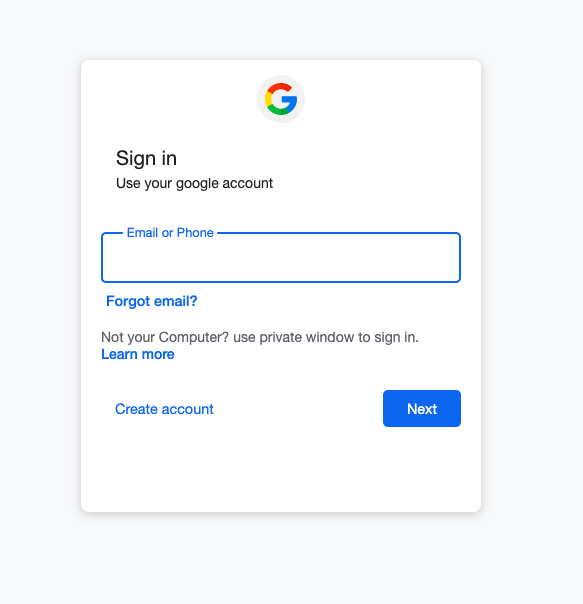 Sign in
Use your google account
Email or Phone
Forgot email?
Not your Computer? use private window to sign in.
Learn more
Create account
Next